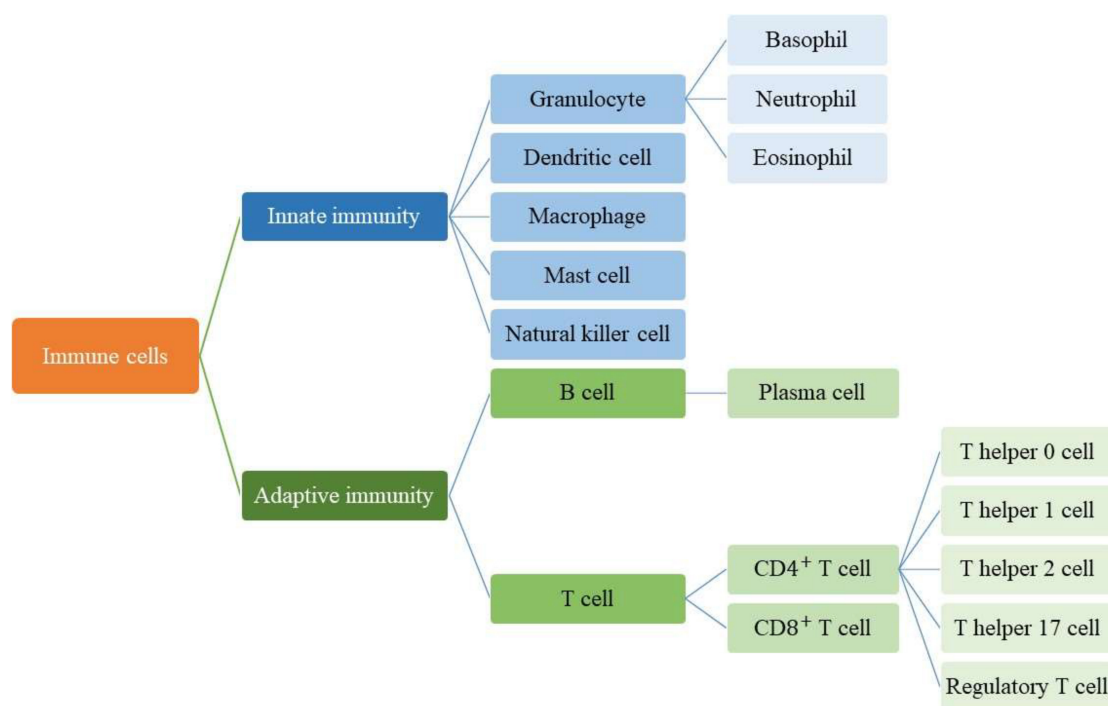 Basophil
Granulocyte
Neutrophil
Dendritic cell
Eosinophil
Innate immunity
Macrophage
Mast cell
Natural killer cell
Immune cells
B cell
Plasma cell
T helper 0 cell
Adaptive immunity
T helper 1 cell
CD4⁺ T cell
T helper 2 cell
T cell
CD8⁺ T cell
T helper 17 cell
Regulatory T cell